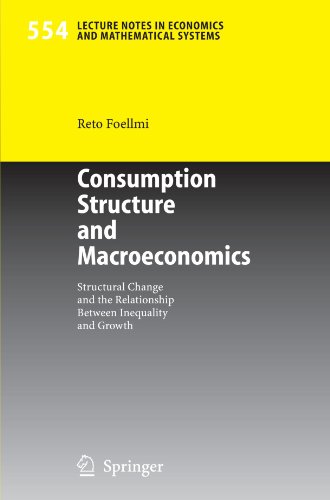 554 LECTURE NOTES IN ECONOMICS
AND MATHEMATICAL SYSTEMS
Reto Foellmi
Consumption
Structure
and
Macroeconomics
Structural Change
and the Relationship
Between Inequality
and Growth
Springer